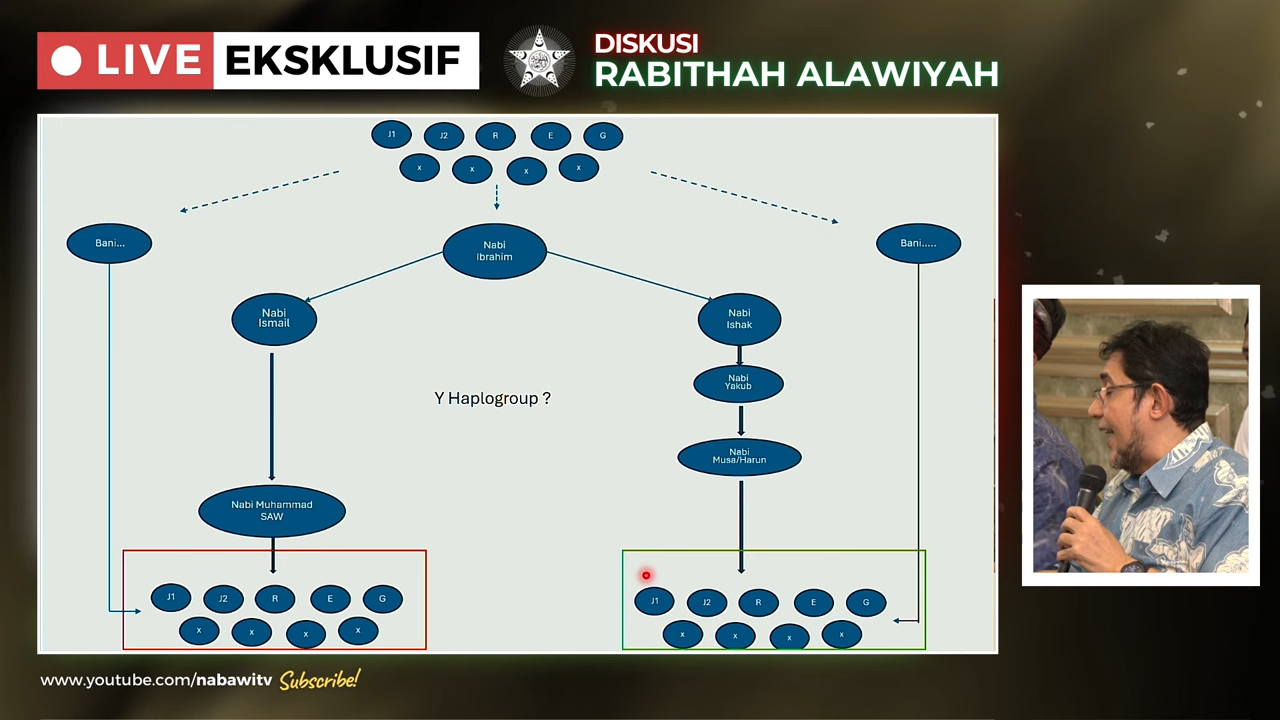 LIVE EKSKLUSIF
DISKUSI
RABITHAH ALAWIYAH
J1 J2 R E G
x x x x
Bani...
Nabi
Ibrahim
Bani.....
Nabi
Ismail
Nabi
Ishak
Nabi
Yakub
Y Haplogroup ?
Nabi
Musa/Harun
Nabi Muhammad
SAW
J1 J2 R E G
x x x x
J1 J2 R E G
x x x x
www.youtube.com/nabawitv Subscribe!